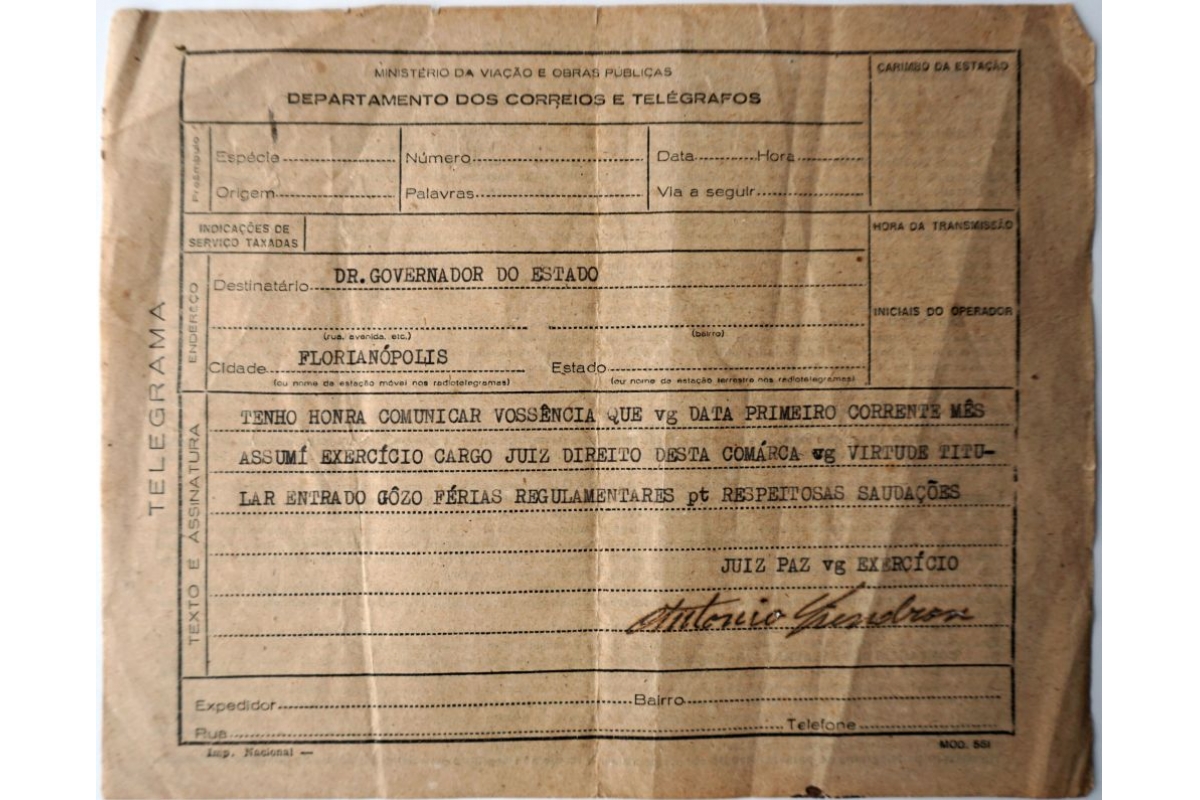 MINISTÉRIO DA VIAÇÃO E OBRAS PÚBLICAS
DEPARTAMENTO DOS CORREIOS E TELÉGRAFOS
CARIMBO DA ESTAÇÃO
Preâmbulo
Espécie
Número
Data Hora
Origem
Palavras
Via a seguir
INDICAÇÕES DE
SERVIÇO TAXADAS
HORA DA TRANSMISSÃO
TELEGRAMA
ENDEREÇO
Destinatário DR.GOVERNADOR DO ESTADO
INICIAIS DO OPERADOR
(rua, avenida, etc.)
(bairro)
Cidade FLORIANÓPOLIS
Estado
(ou nome da estação móvel nos radiotelegramas)
(ou nome da estação terrestre nos radiotelegramas)
TEXTO E ASSINATURA
TENHO HONRA COMUNICAR VOSSÊNCIA QUE vg DATA PRIMEIRO CORRENTE MÊS
ASSUMÍ EXERCÍCIO CARGO JUIZ DIREITO DESTA COMÁRCA vg VIRTUDE TITU-
LAR ENTRADO GÔZO FÉRIAS REGULAMENTARES pt RESPEITOSAS SAUDAÇÕES
JUIZ PAZ vg EXERCÍCIO
Antonio
Expedidor
Bairro
Rua
Telefone
Imp. Nacional —
MOD. 551